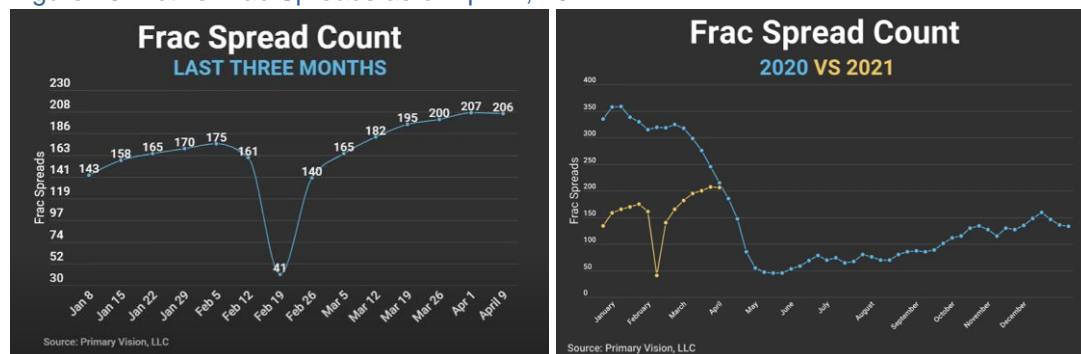 Frac Spread Count
LAST THREE MONTHS
230
208
186
163
141
119
97
74
52
30
Frac Spreads
143
158
165
170
175
161
41
140
165
182
195
200
207
206
Jan 8
Jan 15
Jan 22
Jan 29
Feb 5
Feb 12
Feb 19
Feb 26
Mar 5
Mar 12
Mar 19
Mar 26
Apr 1
April 9
Source: Primary Vision, LLC
Frac Spread Count
2020 VS 2021
400
350
300
250
200
150
100
50
0
Frac Spreads
January
February
March
April
May
June
July
August
September
October
November
December
Source: Primary Vision, LLC